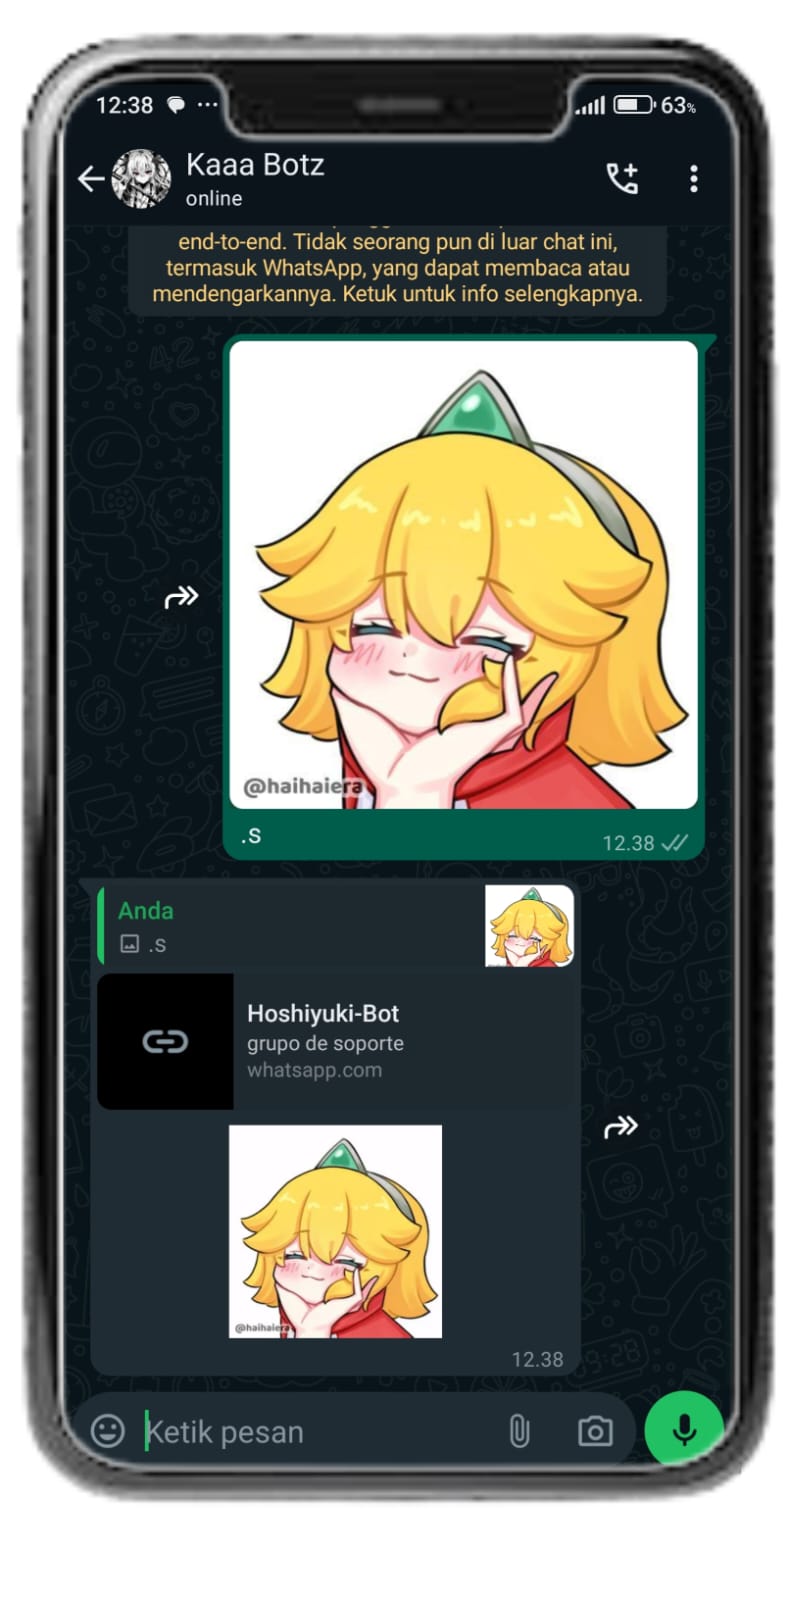 12:38
63%
Kaaa Botz
online
end-to-end. Tidak seorang pun di luar chat ini,
termasuk WhatsApp, yang dapat membaca atau
mendengarkannya. Ketuk untuk info selengkapnya.
@haihaiera
.s
12.38
Anda
.s
Hoshiyuki-Bot
grupo de soporte
whatsapp.com
@haihaiera
12.38
Ketik pesan